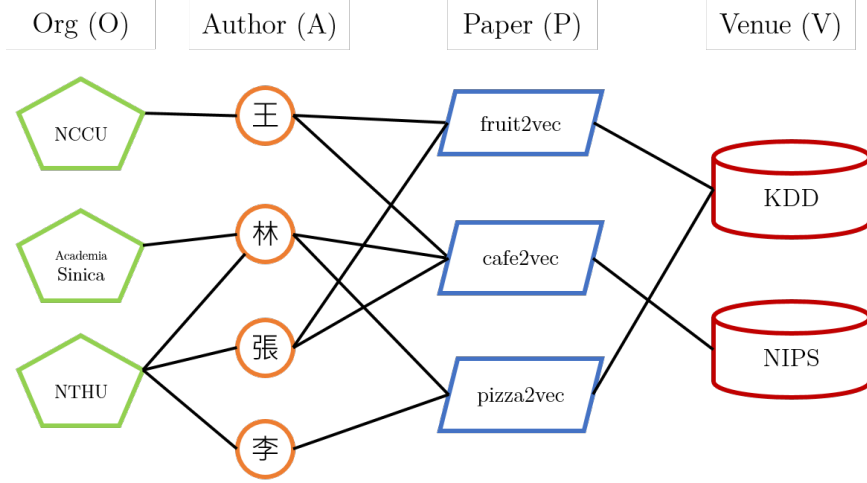 Org (O)
Author (A)
Paper (P)
Venue (V)
NCCU
王
fruit2vec
KDD
Academia
Sinica
林
cafe2vec
NTHU
張
NIPS
pizza2vec
李